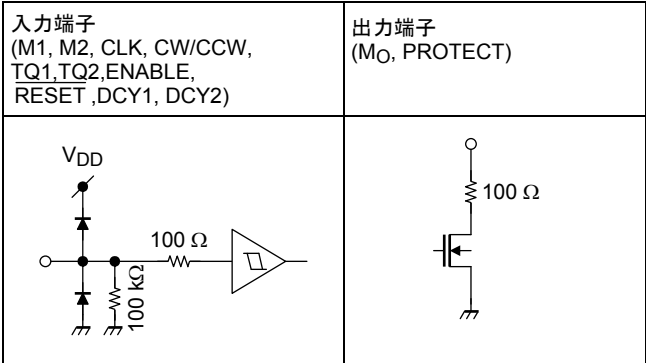 入力端子
(M1, M2, CLK, CW/CCW,
TQ1,TQ2,ENABLE,
RESET ,DCY1, DCY2)
出力端子
(MO, PROTECT)
VDD
100 Ω
100 kΩ
100 Ω